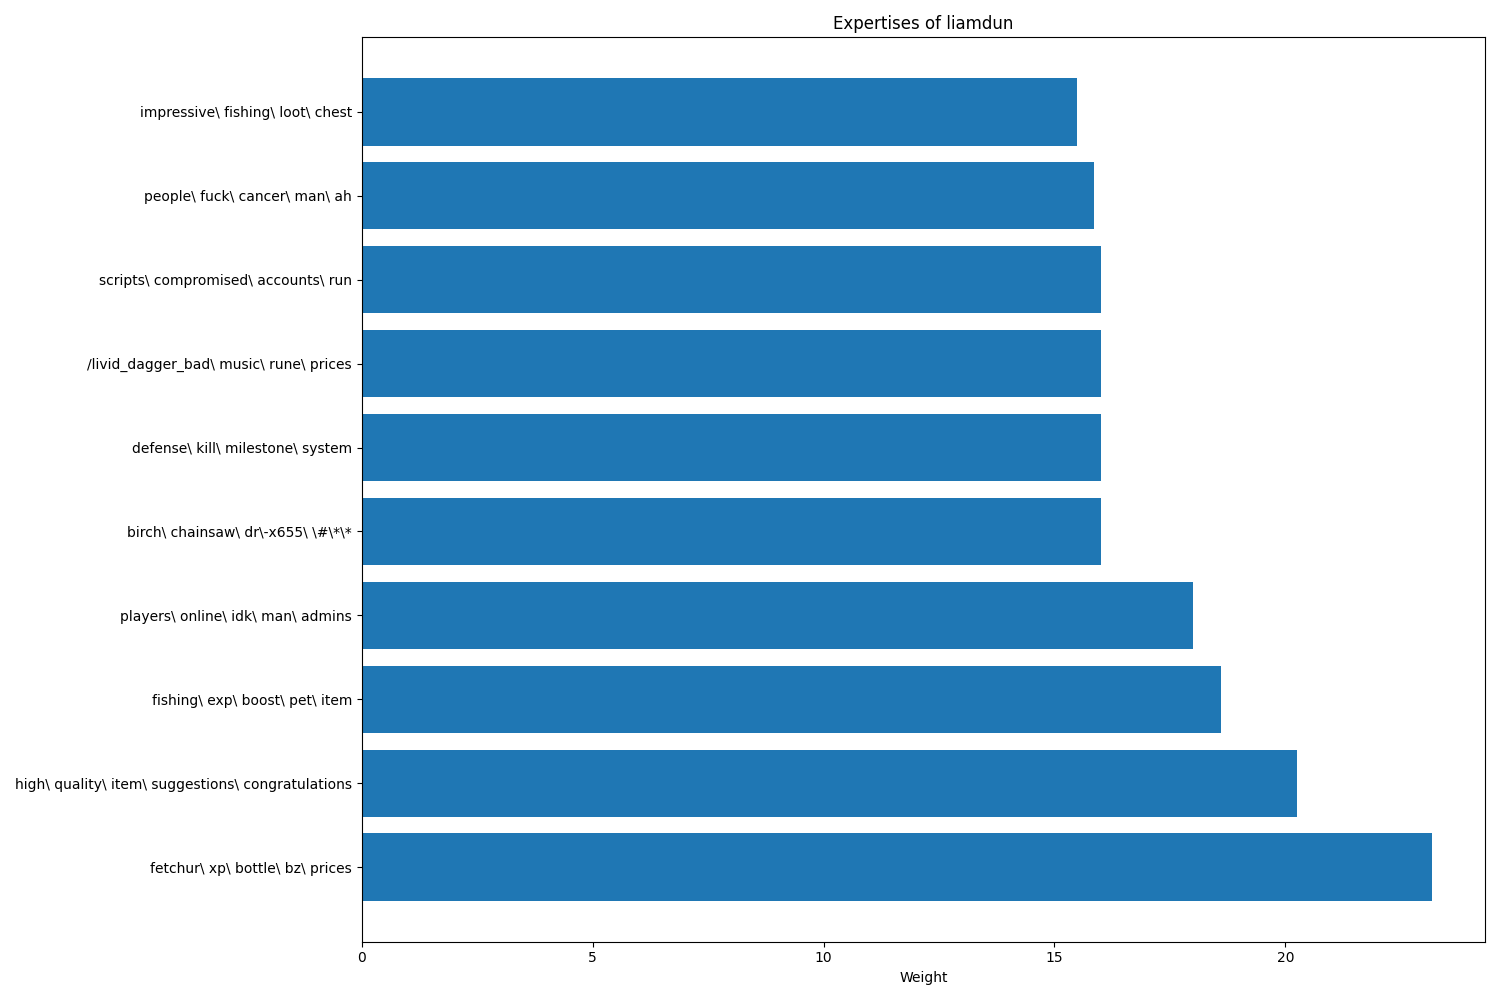 Expertises of liamdun
impressive\ fishing\ loot\ chest
people\ fuck\ cancer\ man\ ah
scripts\ compromised\ accounts\ run
/livid_dagger_bad\ music\ rune\ prices
defense\ kill\ milestone\ system
birch\ chainsaw\ dr\-x655\ \#\*\*
players\ online\ idk\ man\ admins
fishing\ exp\ boost\ pet\ item
high\ quality\ item\ suggestions\ congratulations
fetchur\ xp\ bottle\ bz\ prices
0 5 10 15 20
Weight